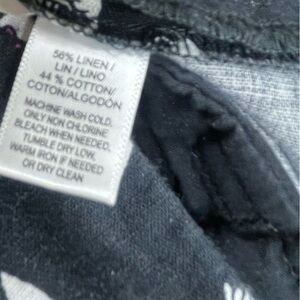 56% LINEN /
LIN / LINO
44 % COTTON/
COTON/ALGODÓN
MACHINE WASH COLD,
ONLY NON CHLORINE
BLEACH WHEN NEEDED,
TUMBLE DRY LOW,
WARM IRON IF NEEDED
OR DRY CLEAN